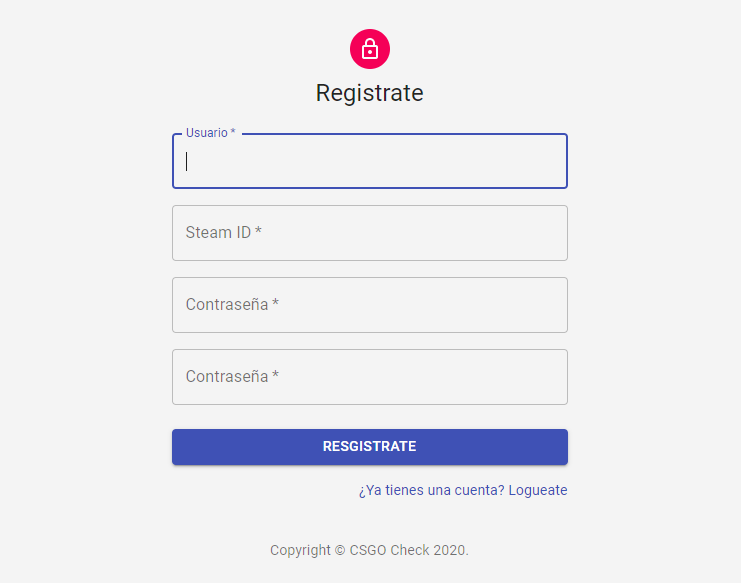 Registrate
Usuario *
Steam ID *
Contraseña *
Contraseña *
RESGISTRATE
¿Ya tienes una cuenta? Logueate
Copyright © CSGO Check 2020.